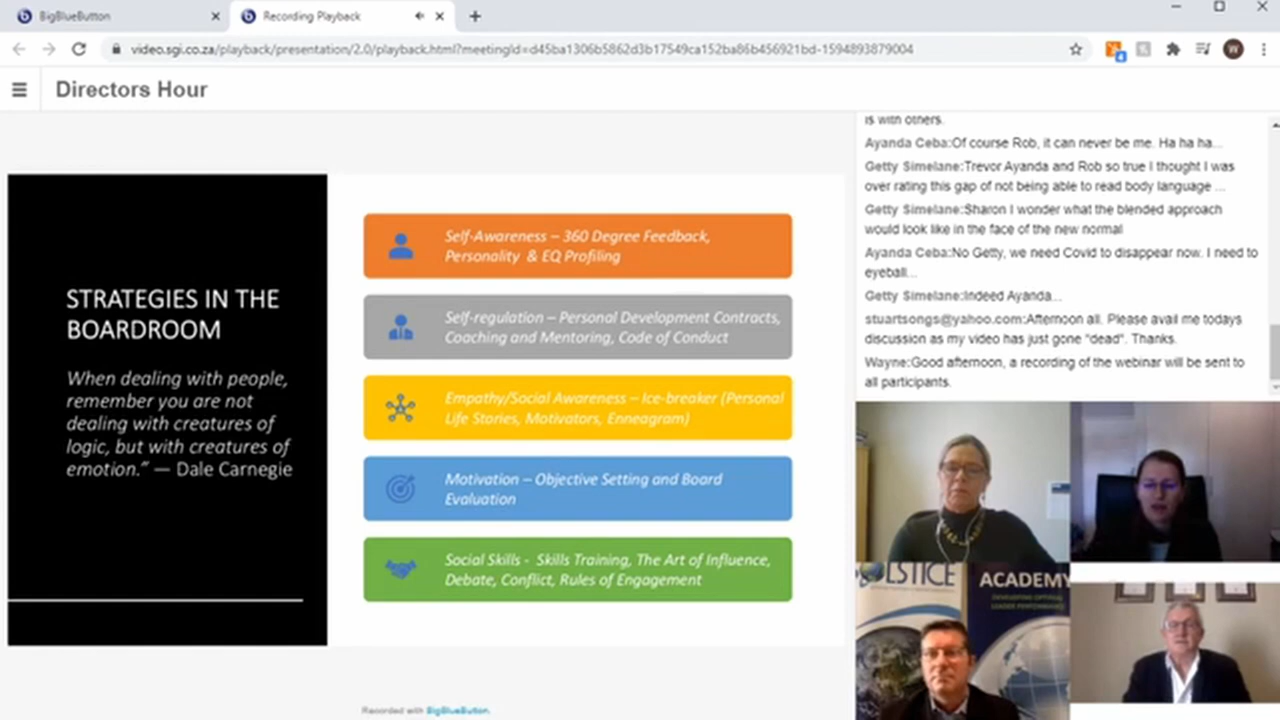 BigBlueButton
Recording Playback
video.sgi.co.za/playback/presentation/2.0/playback.html?meetingId=d45ba1306b5862d3b17549ca152ba86b456921bd-1594893879004
4
W
Directors Hour
STRATEGIES IN THE
BOARDROOM
When dealing with people,
remember you are not
dealing with creatures of
logic, but with creatures of
emotion.” — Dale Carnegie
Self-Awareness – 360 Degree Feedback,
Personality & EQ Profiling
Self-regulation – Personal Development Contracts,
Coaching and Mentoring, Code of Conduct
Empathy/Social Awareness – Ice-breaker (Personal
Life Stories, Motivators, Enneagram)
Motivation – Objective Setting and Board
Evaluation
Social Skills - Skills Training, The Art of Influence,
Debate, Conflict, Rules of Engagement
Recorded with BigBlueButton.
is with others.
Ayanda Ceba:Of course Rob, it can never be me. Ha ha ha...
Getty Simelane:Trevor Ayanda and Rob so true I thought I was
over rating this gap of not being able to read body language ...
Getty Simelane:Sharon I wonder what the blended approach
would look like in the face of the new normal
Ayanda Ceba:No Getty, we need Covid to disappear now. I need to
eyeball...
Getty Simelane:Indeed Ayanda...
stuartsongs@yahoo.com:Afternoon all. Please avail me todays
discussion as my video has just gone "dead". Thanks.
Wayne:Good afternoon, a recording of the webinar will be sent to
all participants.
OLSTICE
ACADEMY
DEVELOPING OPTIMAL
LEADER PERFORMANCE